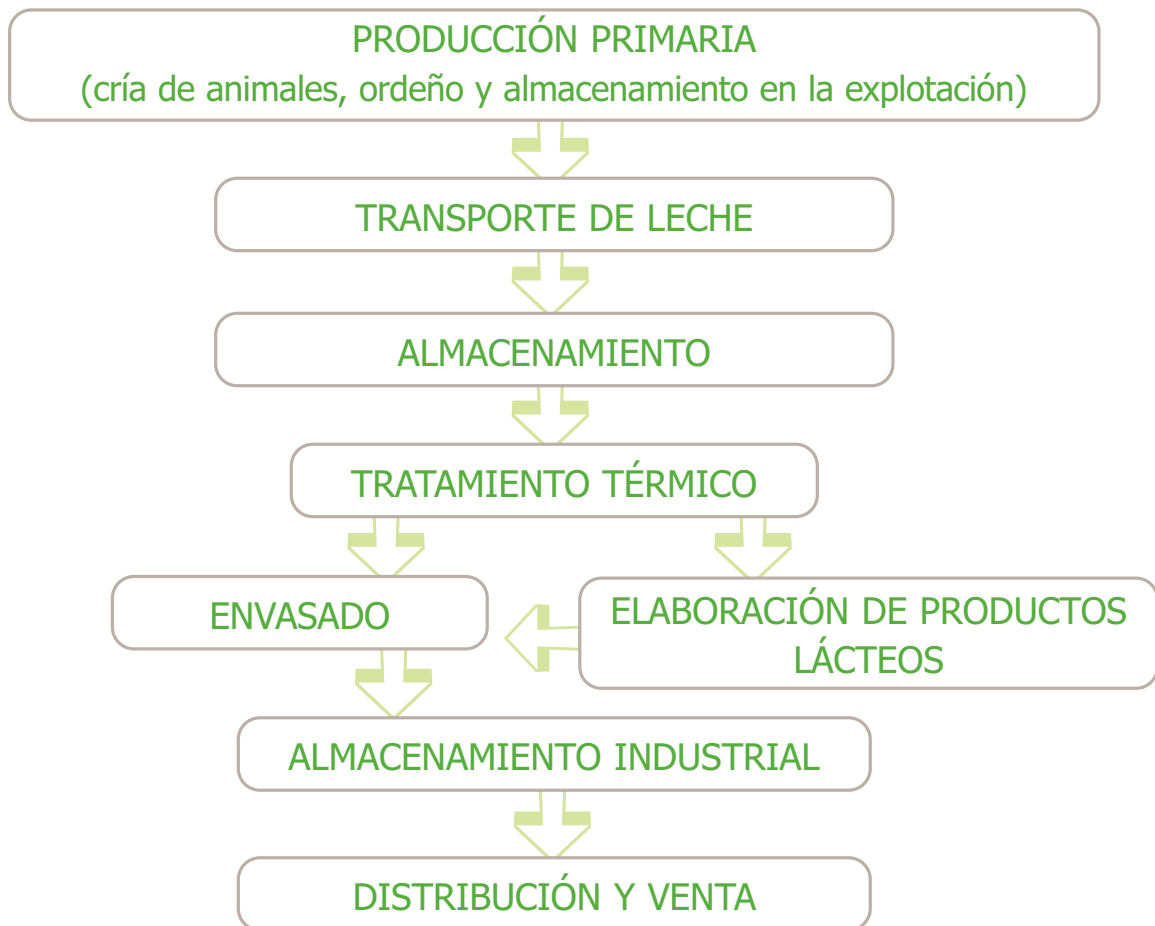 PRODUCCIÓN PRIMARIA
(cría de animales, ordeño y almacenamiento en la explotación)
TRANSPORTE DE LECHE
ALMACENAMIENTO
TRATAMIENTO TÉRMICO
ENVASADO
ELABORACIÓN DE PRODUCTOS
LÁCTEOS
ALMACENAMIENTO INDUSTRIAL
DISTRIBUCIÓN Y VENTA